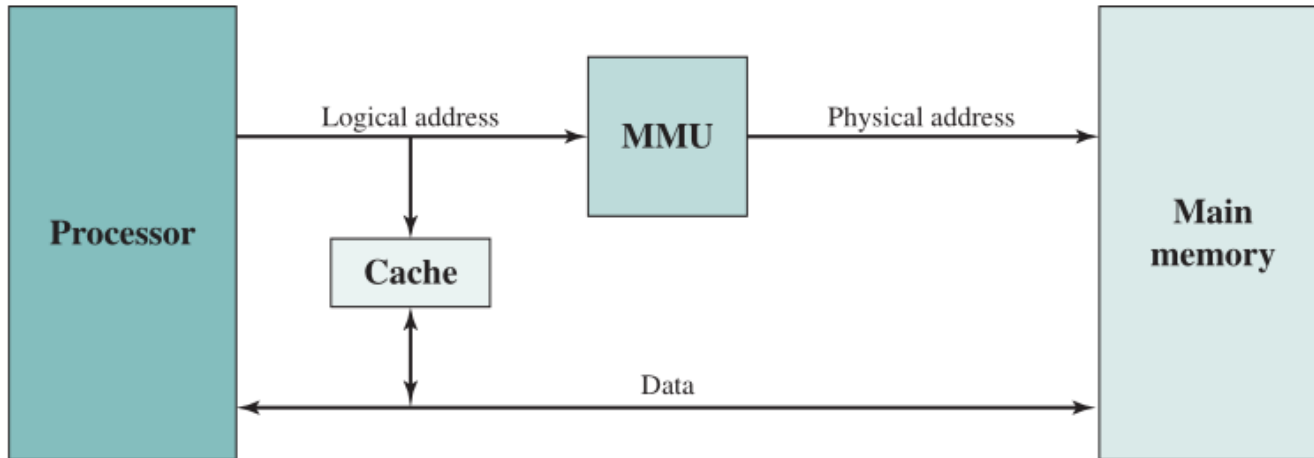 Logical address
MMU
Physical address
Processor
Cache
Main
memory
Data